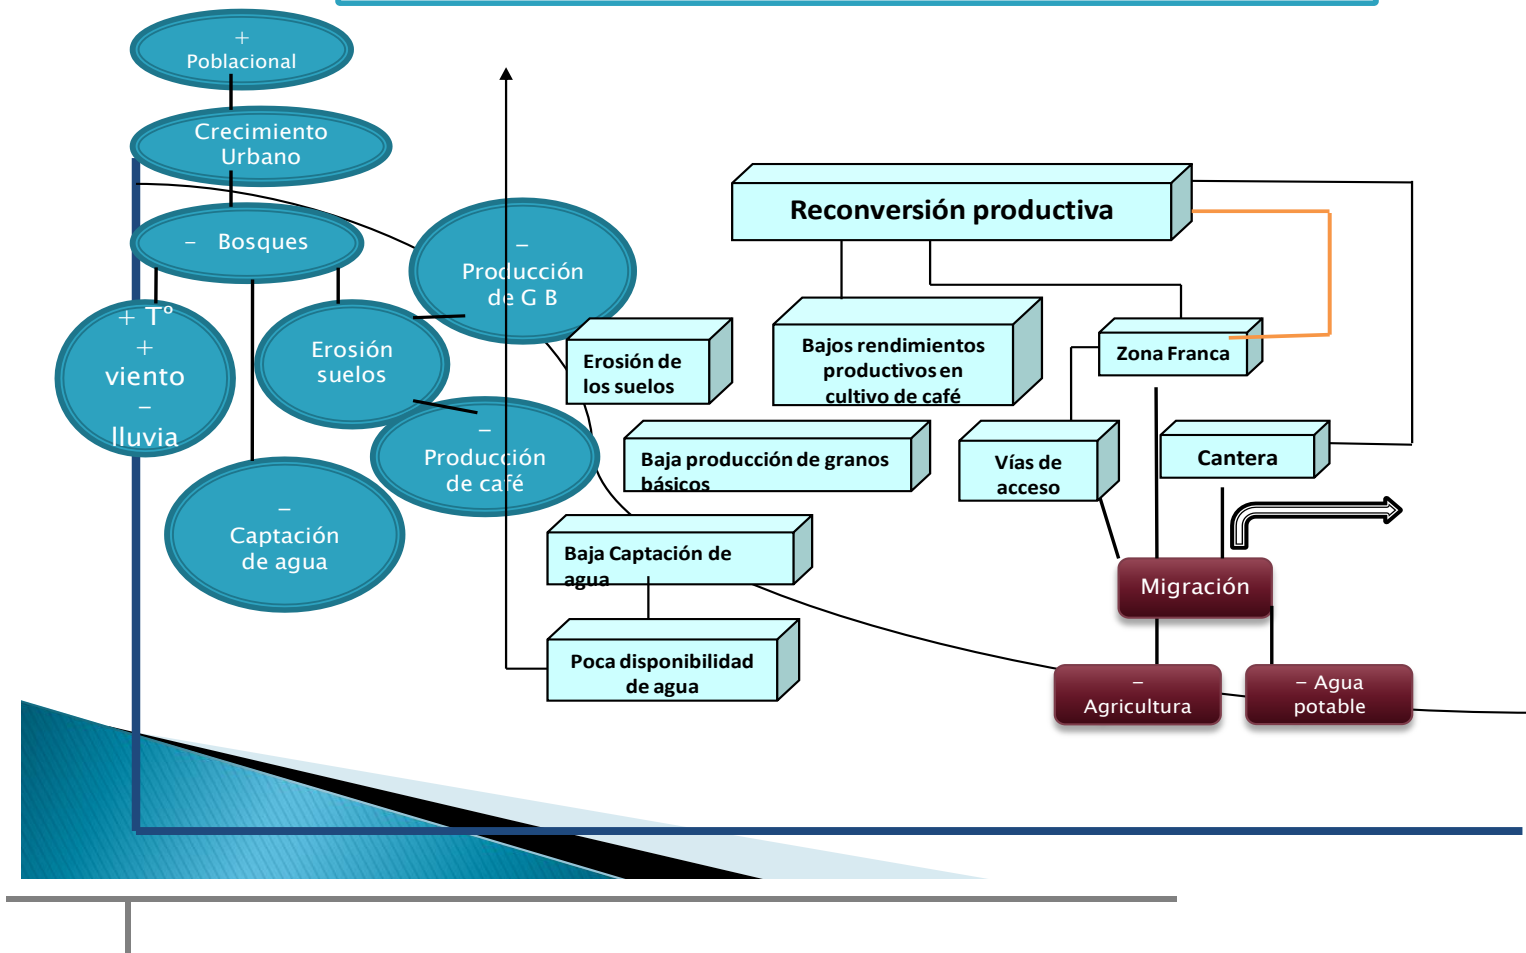 +
Poblacional
Crecimiento
Urbano
– Bosques
+ T°
+
viento
–
lluvia
Erosión
suelos
–
Producción
de G B
–
Producción
de café
–
Captación
de agua
Reconversión productiva
Erosión de
los suelos
Bajos rendimientos
productivos en
cultivo de café
Zona Franca
Baja producción de granos
básicos
Vías de
acceso
Cantera
Baja Captación de
agua
Poca disponibilidad
de agua
Migración
–
Agricultura
– Agua
potable